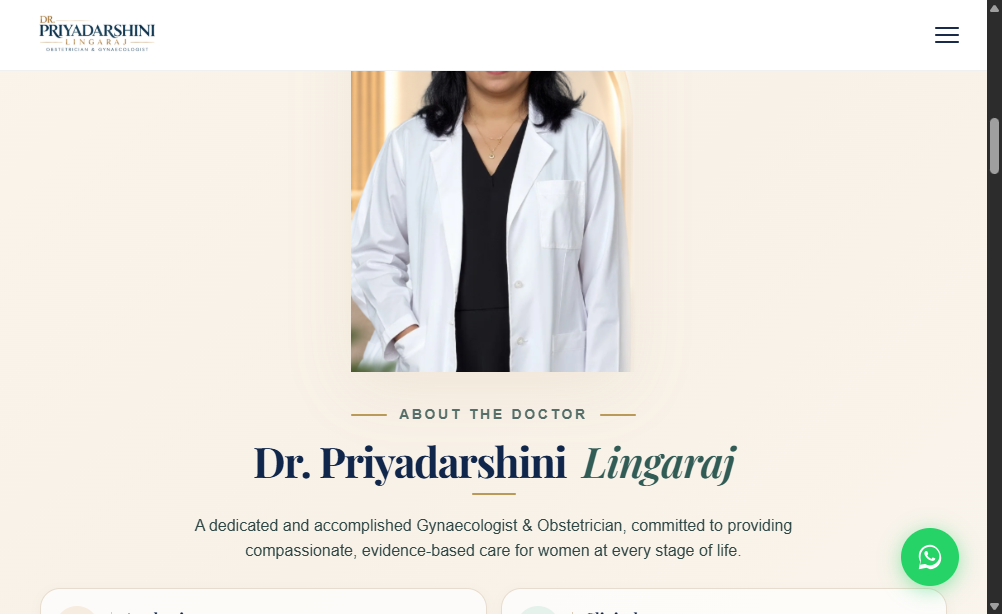 DR.
PRIYADARSHINI
LINGARAJ
OBSTETRICIAN & GYNAECOLOGIST
ABOUT THE DOCTOR
Dr. Priyadarshini Lingaraj
A dedicated and accomplished Gynaecologist & Obstetrician, committed to providing
compassionate, evidence-based care for women at every stage of life.